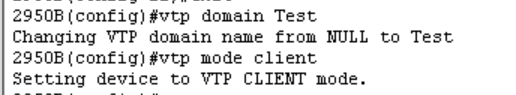 2950B(config)#vtp domain Test
Changing VTP domain name from NULL to Test
2950B(config)#vtp mode client
Setting device to VTP CLIENT mode.